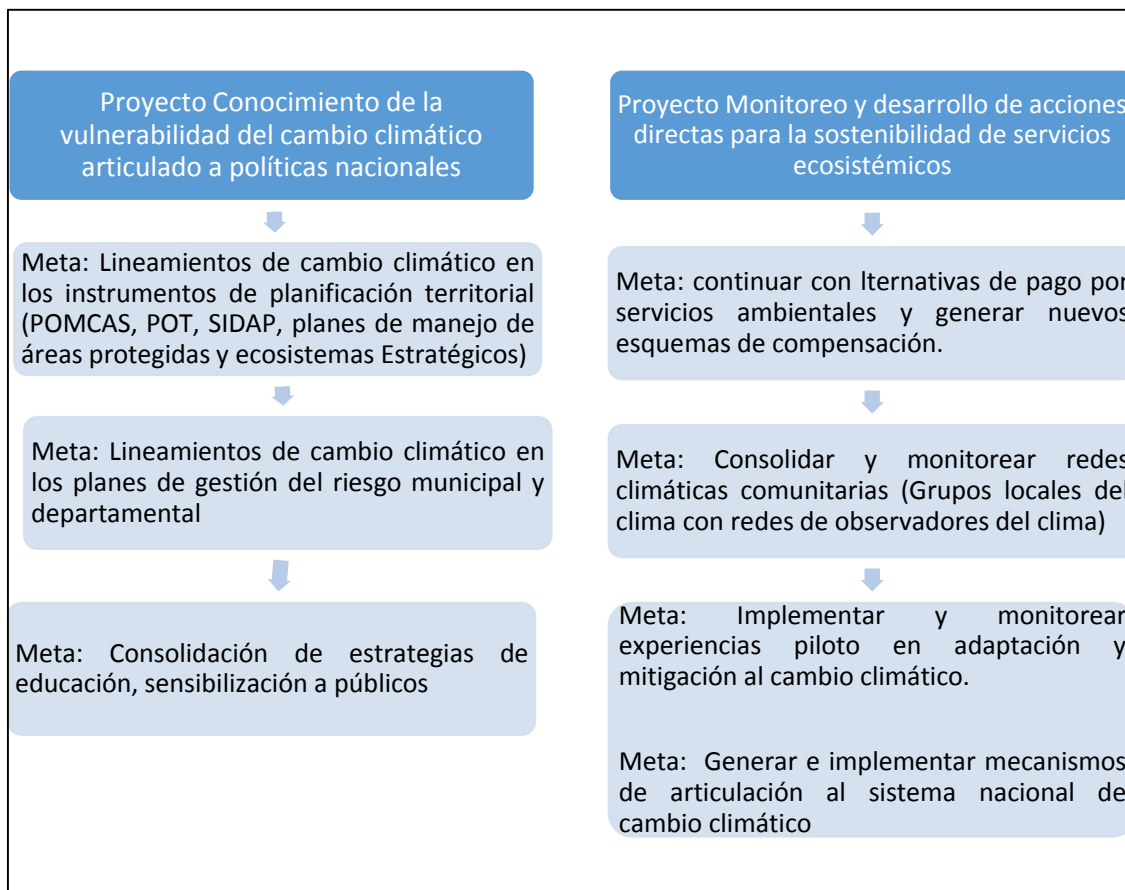 Proyecto Conocimiento de la
vulnerabilidad del cambio climático
articulado a políticas nacionales
Meta: Lineamientos de cambio climático en
los instrumentos de planificación territorial
(POMCAS, POT, SIDAP, planes de manejo de
áreas protegidas y ecosistemas Estratégicos)
Meta: Lineamientos de cambio climático en
los planes de gestión del riesgo municipal y
departamental
Meta: Consolidación de estrategias de
educación, sensibilización a públicos
Proyecto Monitoreo y desarrollo de acciones
directas para la sostenibilidad de servicios
ecosistémicos
Meta: continuar con lternativas de pago por
servicios ambientales y generar nuevos
esquemas de compensación.
Meta: Consolidar y monitorear redes
climáticas comunitarias (Grupos locales del
clima con redes de observadores del clima)
Meta: Implementar y monitorear
experiencias piloto en adaptación y
mitigación al cambio climático.
Meta: Generar e implementar mecanismos
de articulación al sistema nacional de
cambio climático